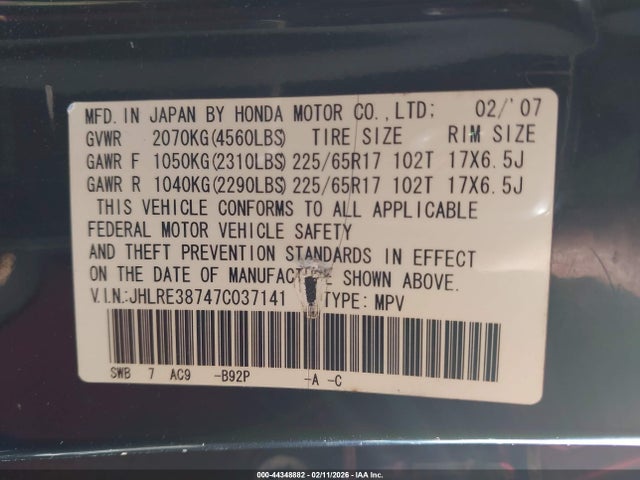 MFD. IN JAPAN BY HONDA MOTOR CO., LTD: 02/'07
GVWR 2070KG(4560LBS) TIRE SIZE RIM SIZE
GAWR F 1050KG(2310LBS) 225/65R17 102T 17X6.5J
GAWR R 1040KG(2290LBS) 225/65R17 102T 17X6.5J
THIS VEHICLE CONFORMS TO ALL APPLICABLE
FEDERAL MOTOR VEHICLE SAFETY
AND THEFT PREVENTION STANDARDS IN EFFECT
ON THE DATE OF MANUFACTURE SHOWN ABOVE.
V.I.N.:JHLRE38747C037141 TYPE: MPV
SWB 7 AC9 -B92P -A -C
000-44348882 - 02/11/2026 - IAA Inc.